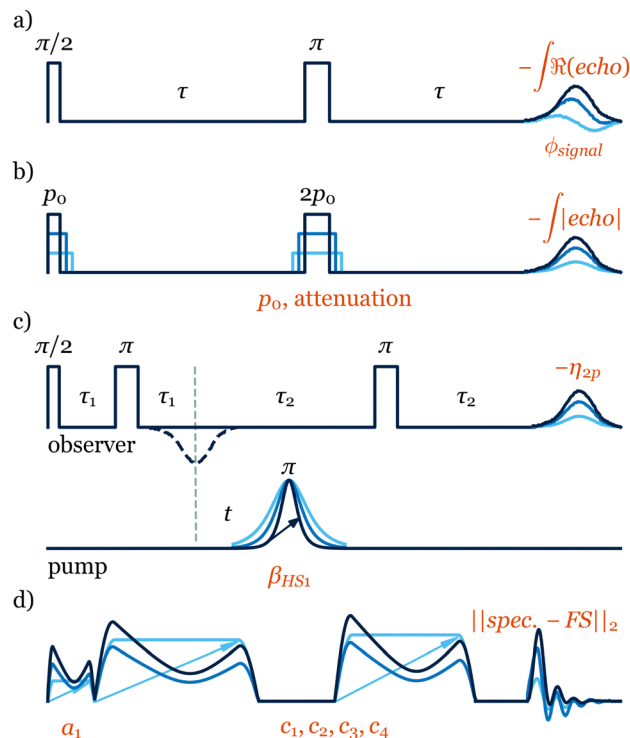 a)
π/2 π
τ τ
-∫ℜ(echo)
ϕ_signal
b)
p₀ 2p₀
-∫|echo|
p₀, attenuation
c)
π/2 π π
-η_2p
τ₁ τ₁ τ₂ τ₂
observer
π
t
pump
β_HS1
d)
||spec. - FS||₂
a₁ c₁, c₂, c₃, c₄